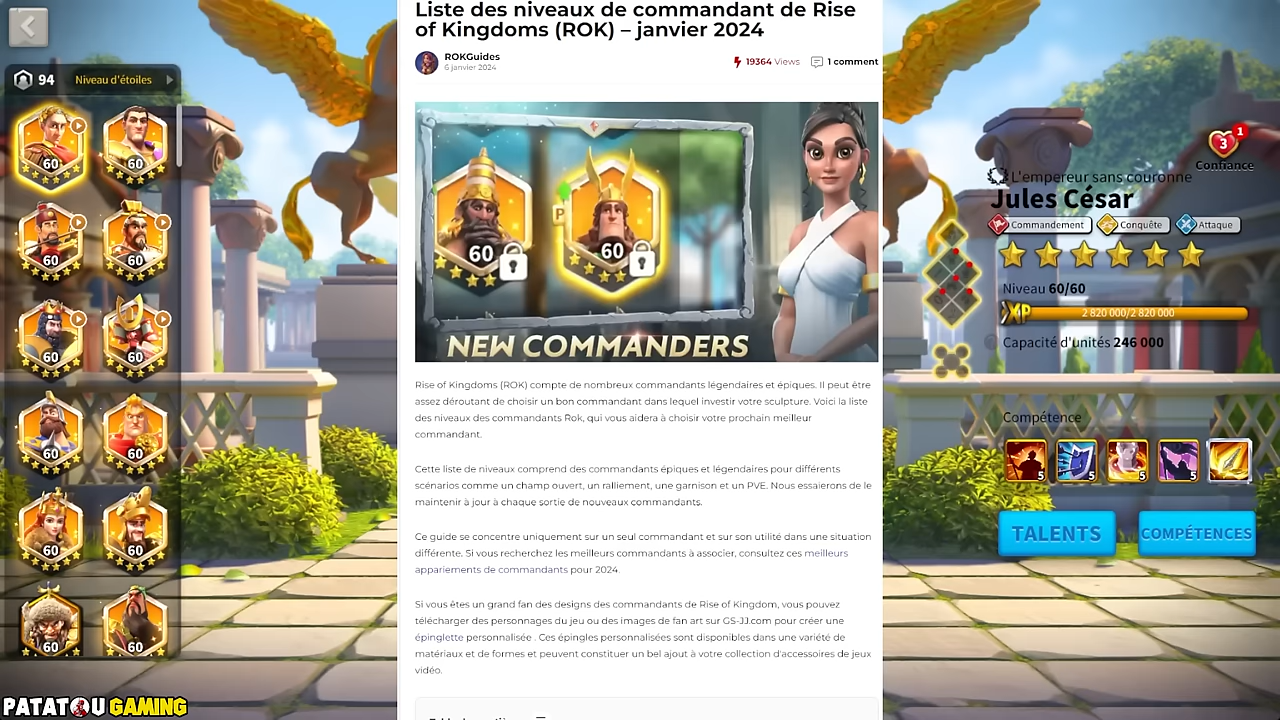 94 Niveau d'étoiles
60 60
60 60
60 60
60 60
60 60
60 60
PATATOU GAMING
Liste des niveaux de commandant de Rise
of Kingdoms (ROK) – janvier 2024
ROKGuides
6 janvier 2024
19364 Views
1 comment
60
P
60
NEW COMMANDERS
Rise of Kingdoms (ROK) compte de nombreux commandants légendaires et épiques. Il peut être
assez déroutant de choisir un bon commandant dans lequel investir votre sculpture. Voici la liste
des niveaux des commandants Rok, qui vous aidera à choisir votre prochain meilleur
commandant.
Cette liste de niveaux comprend des commandants épiques et légendaires pour différents
scénarios comme un champ ouvert, un ralliement, une garnison et un PVE. Nous essaierons de le
maintenir à jour à chaque sortie de nouveaux commandants.
Ce guide se concentre uniquement sur un seul commandant et sur son utilité dans une situation
différente. Si vous recherchez les meilleurs commandants à associer, consultez ces meilleurs
appariements de commandants pour 2024.
Si vous êtes un grand fan des designs des commandants de Rise of Kingdom, vous pouvez
télécharger des personnages du jeu ou des images de fan art sur GS-JJ.com pour créer une
épinglette personnalisée . Ces épingles personnalisées sont disponibles dans une variété de
matériaux et de formes et peuvent constituer un bel ajout à votre collection d'accessoires de jeux
vidéo.
1
3
Confiance
L'empereur sans couronne
Jules César
Commandement Conquête Attaque
Niveau 60/60
XP 2 820 000/2 820 000
Capacité d'unités 246 000
Compétence
5 5 5 5
TALENTS COMPÉTENCES